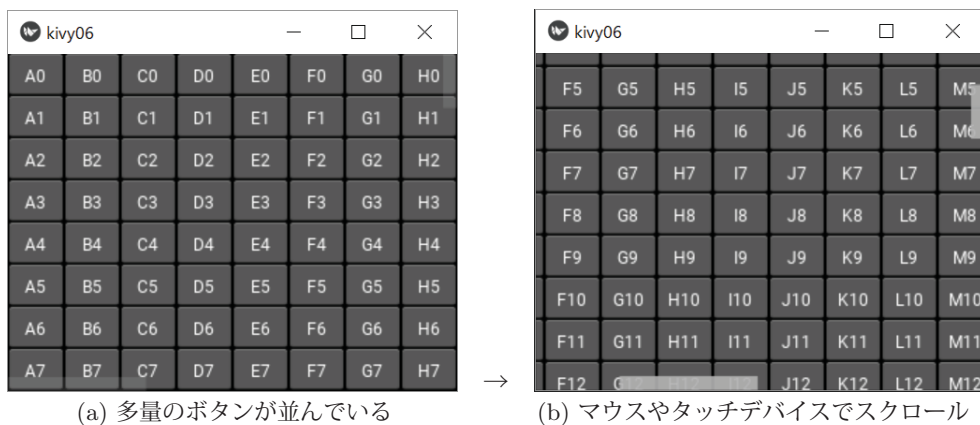 kivy06
A0 B0 C0 D0 E0 F0 G0 H0
A1 B1 C1 D1 E1 F1 G1 H1
A2 B2 C2 D2 E2 F2 G2 H2
A3 B3 C3 D3 E3 F3 G3 H3
A4 B4 C4 D4 E4 F4 G4 H4
A5 B5 C5 D5 E5 F5 G5 H5
A6 B6 C6 D6 E6 F6 G6 H6
A7 B7 C7 D7 E7 F7 G7 H7
(a) 多量のボタンが並んでいる
→
kivy06
F5 G5 H5 I5 J5 K5 L5 M5
F6 G6 H6 I6 J6 K6 L6 M6
F7 G7 H7 I7 J7 K7 L7 M7
F8 G8 H8 I8 J8 K8 L8 M8
F9 G9 H9 I9 J9 K9 L9 M9
F10 G10 H10 I10 J10 K10 L10 M10
F11 G11 H11 I11 J11 K11 L11 M11
F12 G12 H12 I12 J12 K12 L12 M12
(b) マウスやタッチデバイスでスクロール